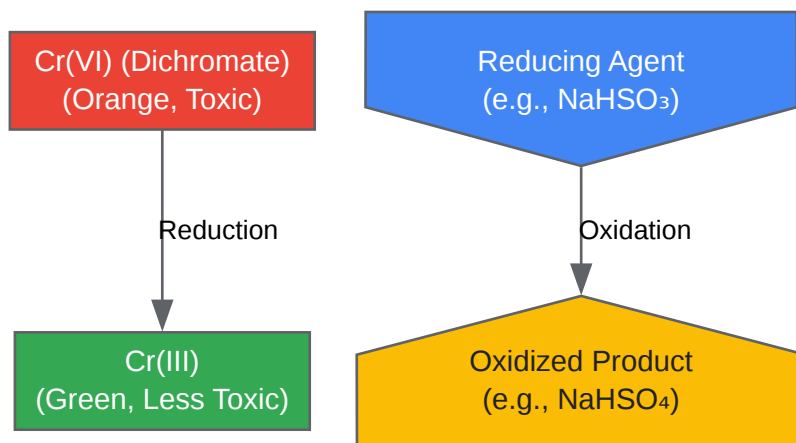 Cr(VI) (Dichromate)
(Orange, Toxic)
Reducing Agent
(e.g., NaHSO₃)
Reduction
Oxidation
Cr(III)
(Green, Less Toxic)
Oxidized Product
(e.g., NaHSO₄)